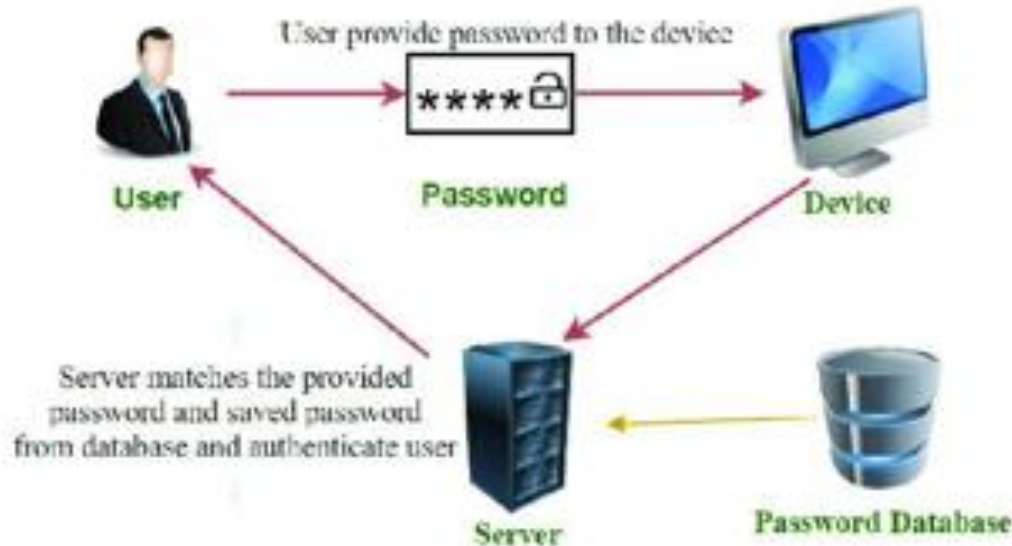 User provide password to the device
****
User
Password
Device
Server matches the provided
password and saved password
from database and authenticate user
Server
Password Database